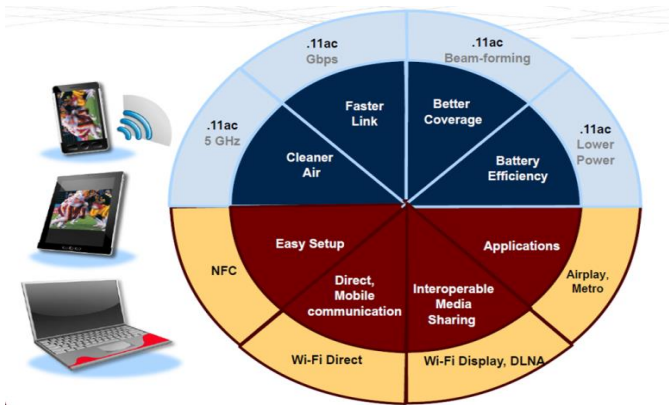 .11ac
Gbps
.11ac
Beam-forming
.11ac
5 GHz
.11ac
Lower
Power
Faster
Link
Better
Coverage
Cleaner
Air
Battery
Efficiency
Easy Setup
Applications
Direct,
Mobile
communication
Interoperable
Media
Sharing
NFC
Airplay,
Metro
Wi-Fi Direct
Wi-Fi Display, DLNA